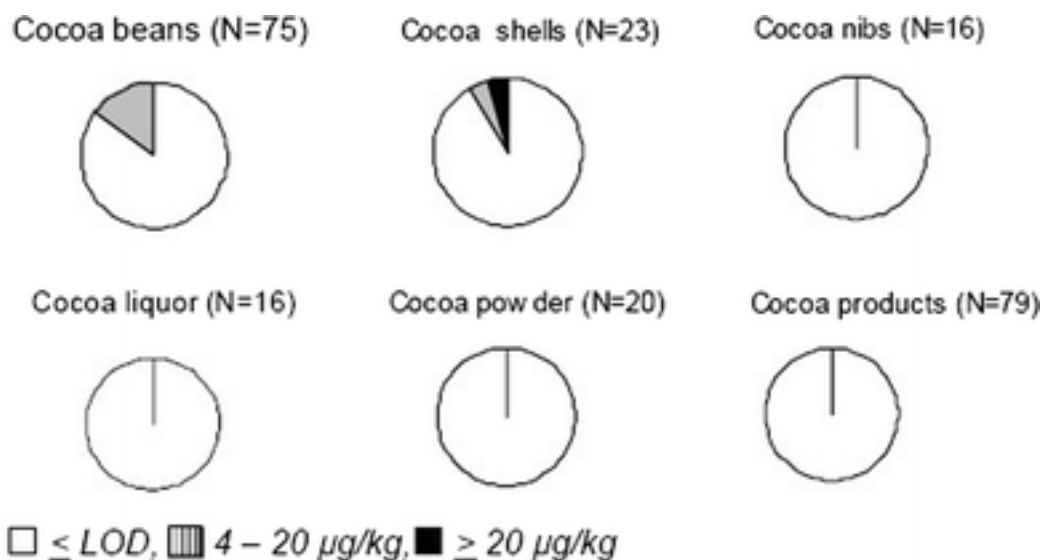 Cocoa beans (N=75)
Cocoa shells (N=23)
Cocoa nibs (N=16)
Cocoa liquor (N=16)
Cocoa pow der (N=20)
Cocoa products (N=79)
≤ LOD, 4 – 20 µg/kg, ≥ 20 µg/kg